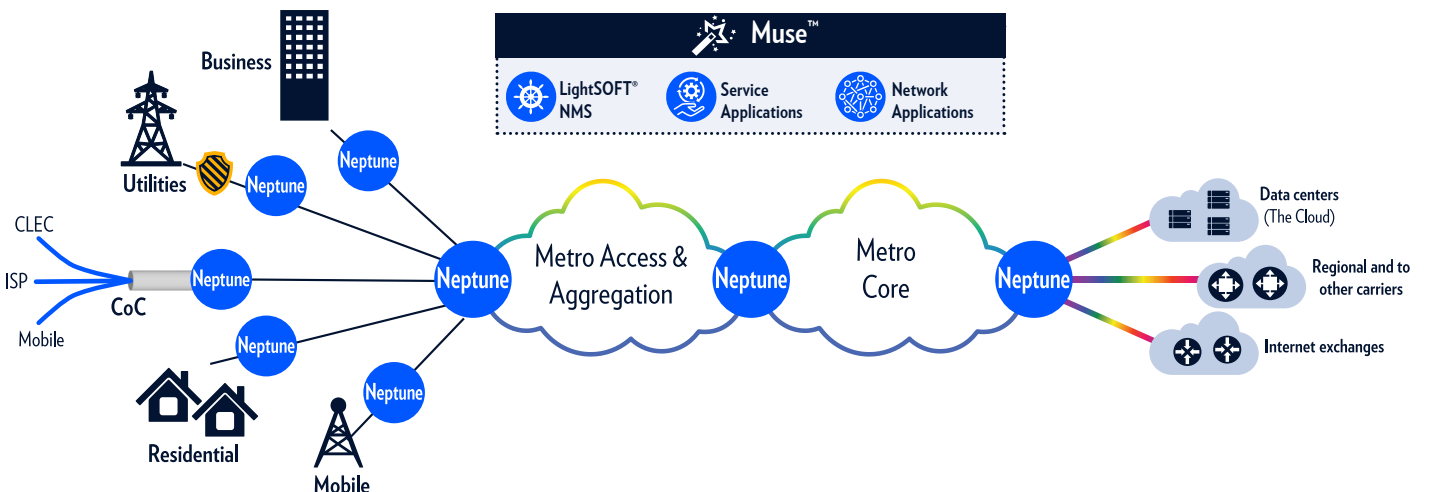 Muse™
LightSOFT®
NMS
Service
Applications
Network
Applications
Business
Neptune
Utilities
Neptune
CLEC
ISP
Mobile
CoC
Neptune
Neptune
Residential
Neptune
Mobile
Neptune
Metro Access &
Aggregation
Neptune
Metro
Core
Neptune
Data centers
(The Cloud)
Regional and to
other carriers
Internet exchanges